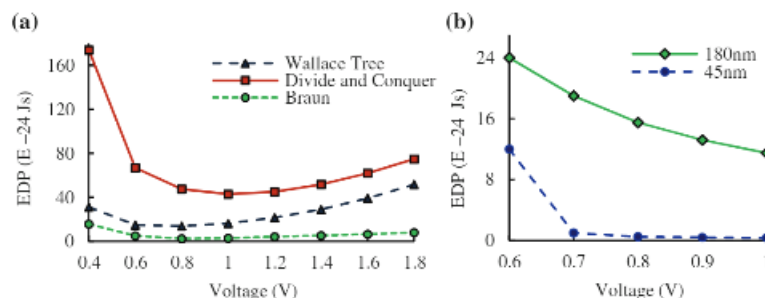 (a)
160
120
80
40
0
EDP (E –24 Js)
Wallace Tree
Divide and Conquer
Braun
0.4 0.6 0.8 1 1.2 1.4 1.6 1.8
Voltage (V)
(b)
24
16
8
0
EDP (E –24 Js)
180nm
45nm
0.6 0.7 0.8 0.9
Voltage (V)